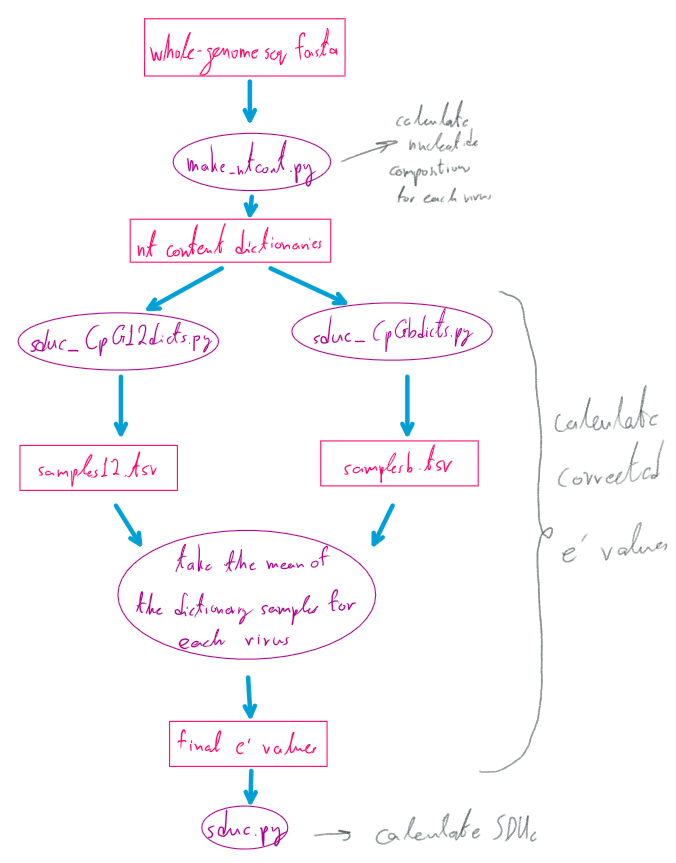 whole-genome seq fasta
calculate
nucleotide
composition
for each virus
make_ntcont.py
nt content dictionaries
sduc_CpG12dicts.py
sduc_CpGbdicts.py
samples12.tsv
samplesb.tsv
calculate
corrected
e' values
take the mean of
the dictionary samples for
each virus
final e' values
sduc.py
calculate SDUc